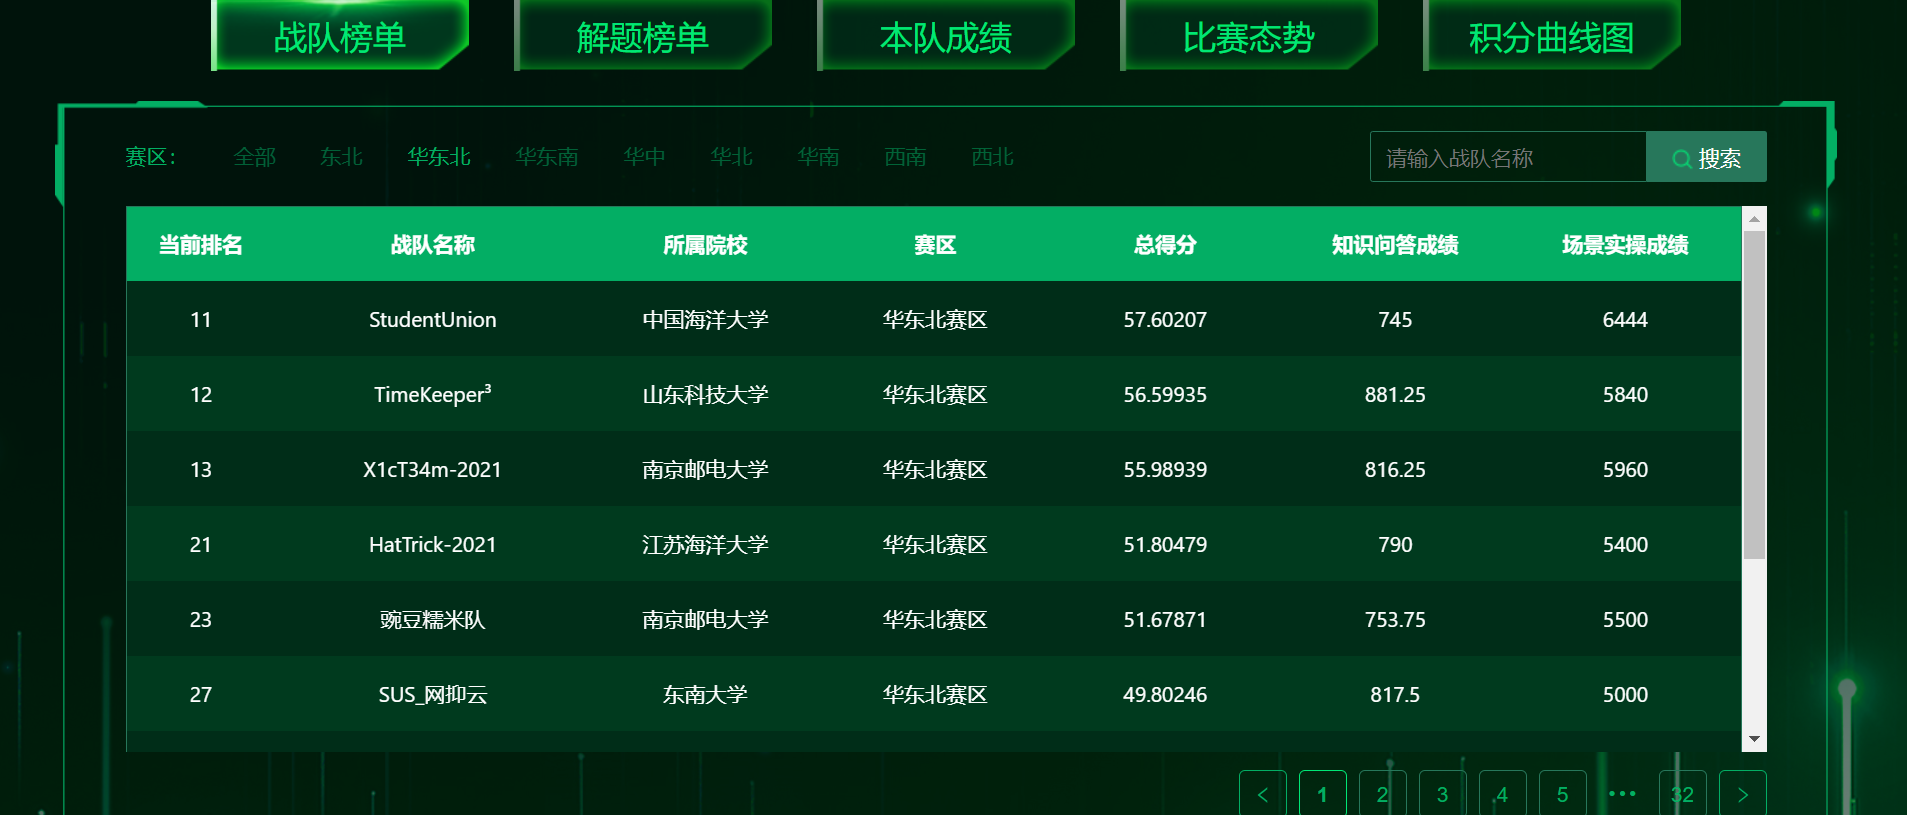 战队榜单 解题榜单 本队成绩 比赛态势 积分曲线图
赛区： 全部 东北 华东北 华东南 华中 华北 华南 西南 西北 请输入战队名称 搜索
当前排名 战队名称 所属院校 赛区 总得分 知识问答成绩 场景实操成绩
11 StudentUnion 中国海洋大学 华东北赛区 57.60207 745 6444
12 TimeKeeper³ 山东科技大学 华东北赛区 56.59935 881.25 5840
13 X1cT34m-2021 南京邮电大学 华东北赛区 55.98939 816.25 5960
21 HatTrick-2021 江苏海洋大学 华东北赛区 51.80479 790 5400
23 豌豆糯米队 南京邮电大学 华东北赛区 51.67871 753.75 5500
27 SUS_网抑云 东南大学 华东北赛区 49.80246 817.5 5000
< 1 2 3 4 5 ••• 32 >